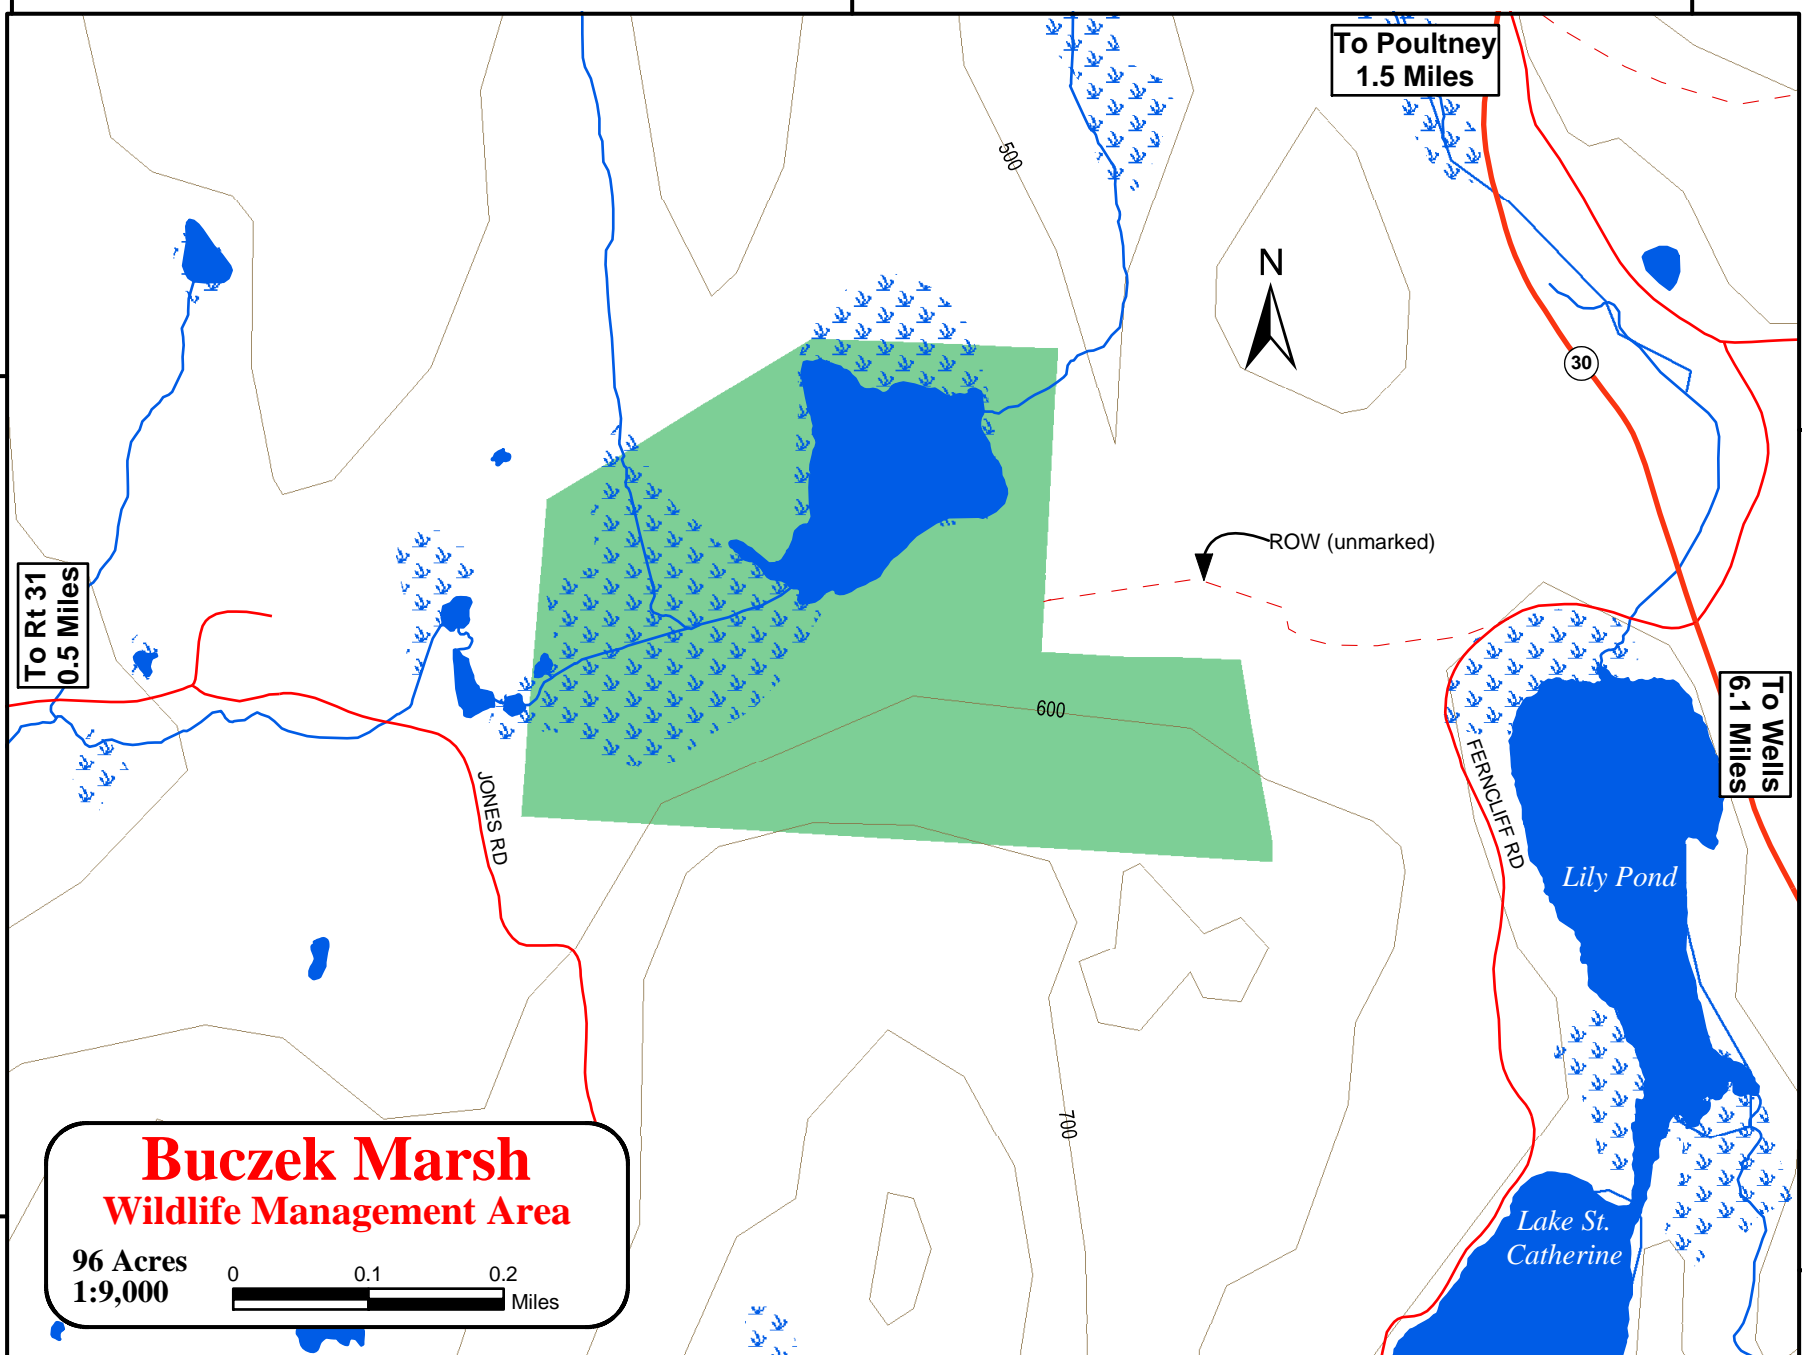 To Poultney
1.5 Miles
500
N
30
ROW (unmarked)
To Rt 31
0.5 Miles
600
To Wells
6.1 Miles
JONES RD
FERNCLIFF RD
Lily Pond
700
Lake St.
Catherine
Buczek Marsh
Wildlife Management Area
96 Acres
1:9,000
0 0.1 0.2
Miles